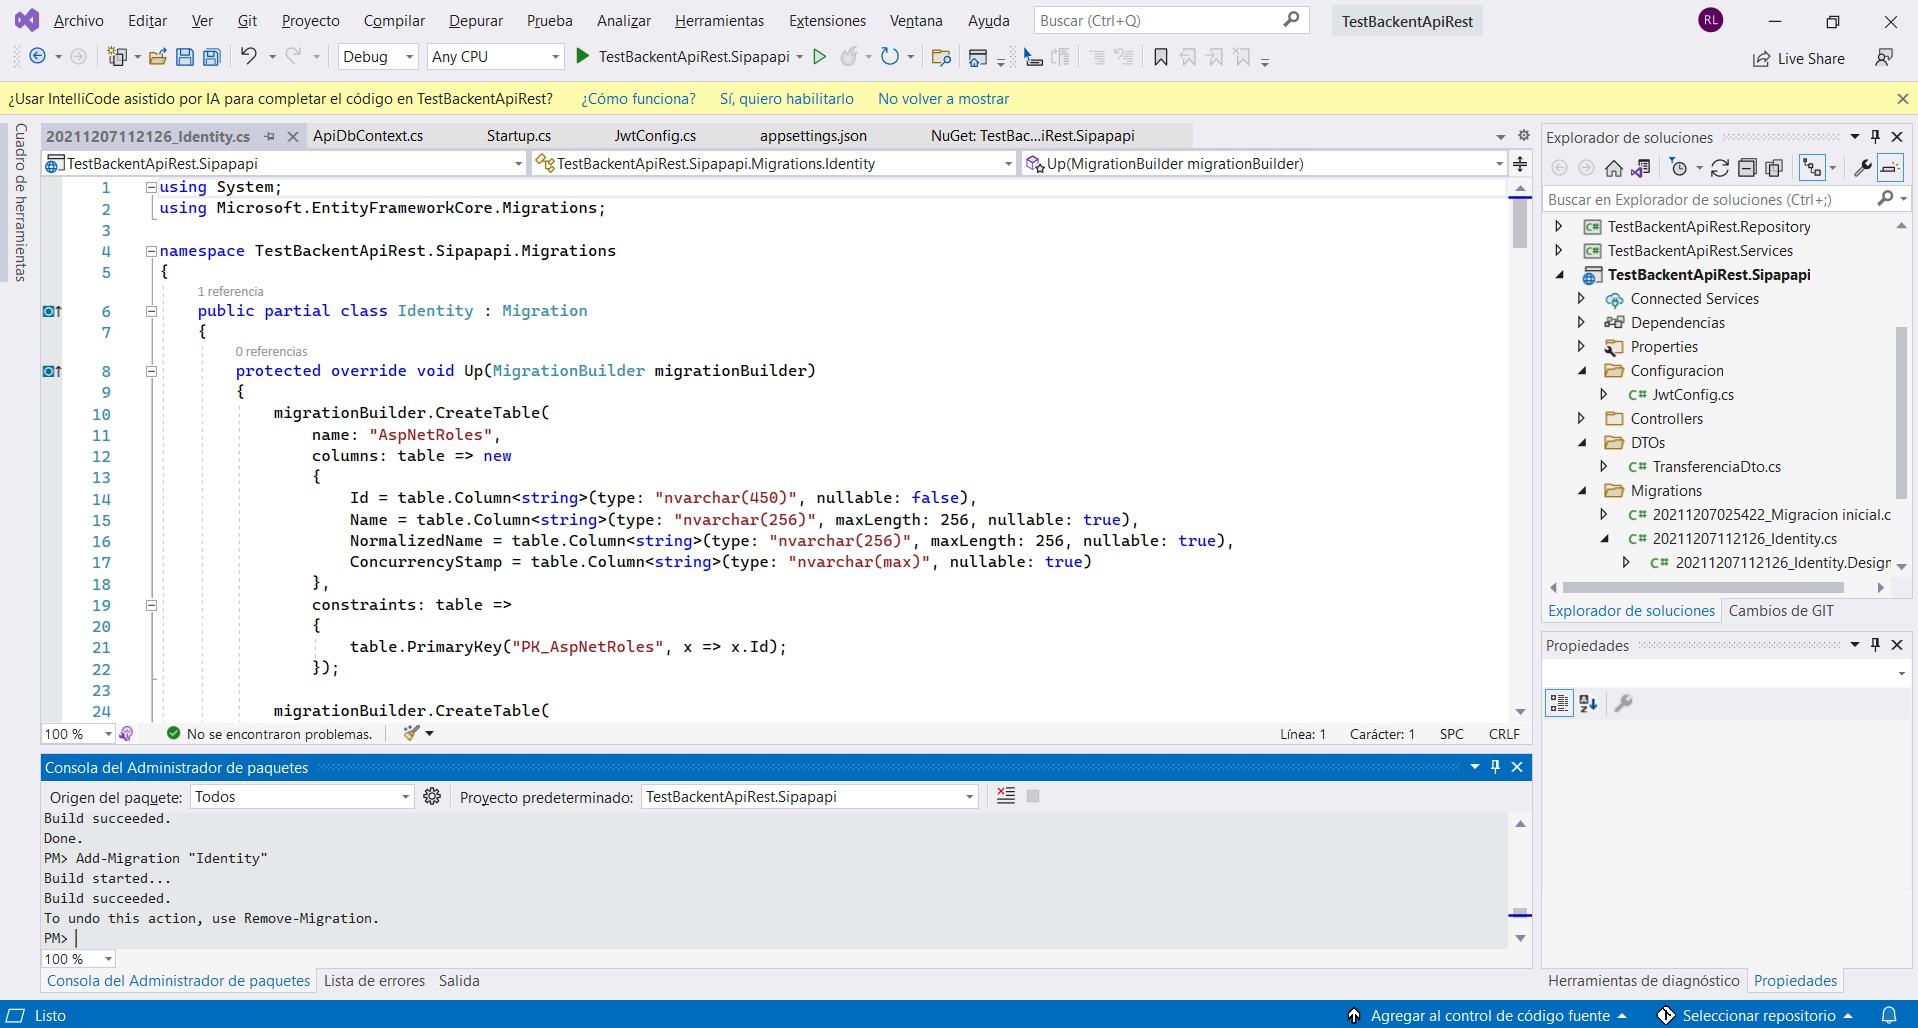 Archivo Editar Ver Git Proyecto Compilar Depurar Prueba Analizar Herramientas Extensiones Ventana Ayuda Buscar (Ctrl+Q) TestBackentApiRest RL
Debug Any CPU TestBackentApiRest.Sipapapi Live Share
¿Usar IntelliCode asistido por IA para completar el código en TestBackentApiRest? ¿Cómo funciona? Sí, quiero habilitarlo No volver a mostrar
Cuadro de herramientas
20211207112126_Identity.cs ApiDbContext.cs Startup.cs JwtConfig.cs appsettings.json NuGet: TestBac...iRest.Sipapapi
TestBackentApiRest.Sipapapi TestBackentApiRest.Sipapapi.Migrations.Identity Up(MigrationBuilder migrationBuilder)
1 using System;
2 using Microsoft.EntityFrameworkCore.Migrations;
3
4 namespace TestBackentApiRest.Sipapapi.Migrations
5 {
1 referencia
6 public partial class Identity : Migration
7 {
0 referencias
8 protected override void Up(MigrationBuilder migrationBuilder)
9 {
10 migrationBuilder.CreateTable(
11 name: "AspNetRoles",
12 columns: table => new
13 {
14 Id = table.Column<string>(type: "nvarchar(450)", nullable: false),
15 Name = table.Column<string>(type: "nvarchar(256)", maxLength: 256, nullable: true),
16 NormalizedName = table.Column<string>(type: "nvarchar(256)", maxLength: 256, nullable: true),
17 ConcurrencyStamp = table.Column<string>(type: "nvarchar(max)", nullable: true)
18 },
19 constraints: table =>
20 {
21 table.PrimaryKey("PK_AspNetRoles", x => x.Id);
22 });
23
24 migrationBuilder.CreateTable(
100 % No se encontraron problemas. Línea: 1 Carácter: 1 SPC CRLF
Consola del Administrador de paquetes
Origen del paquete: Todos Proyecto predeterminado: TestBackentApiRest.Sipapapi
Build succeeded.
Done.
PM> Add-Migration "Identity"
Build started...
Build succeeded.
To undo this action, use Remove-Migration.
PM>
100 %
Consola del Administrador de paquetes Lista de errores Salida
Explorador de soluciones
Buscar en Explorador de soluciones (Ctrl+;)
TestBackentApiRest.Repository
TestBackentApiRest.Services
TestBackentApiRest.Sipapapi
Connected Services
Dependencias
Properties
Configuracion
C# JwtConfig.cs
Controllers
DTOs
C# TransferenciaDto.cs
Migrations
C# 20211207025422_Migracion inicial.c
C# 20211207112126_Identity.cs
C# 20211207112126_Identity.Design
Explorador de soluciones Cambios de GIT
Propiedades
Herramientas de diagnóstico Propiedades
Listo Agregar al control de código fuente Seleccionar repositorio